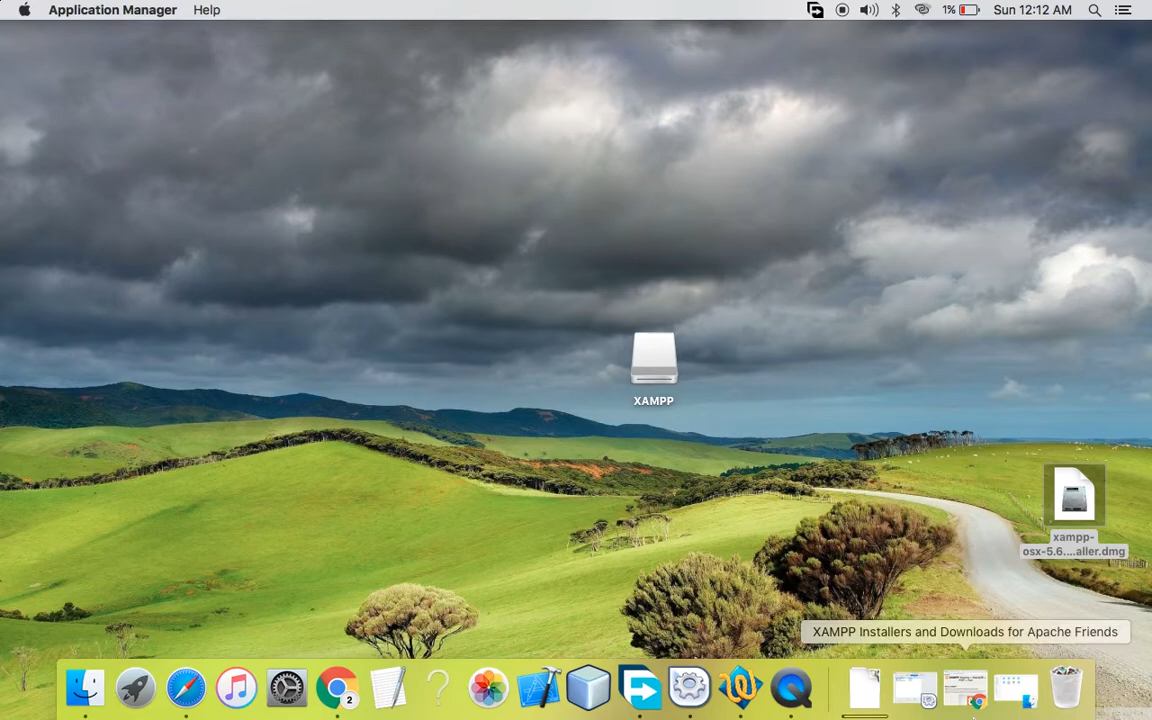 Application Manager Help 1% Sun 12:12 AM
XAMPP
xampp-
osx-5.6....aller.dmg
XAMPP Installers and Downloads for Apache Friends
2